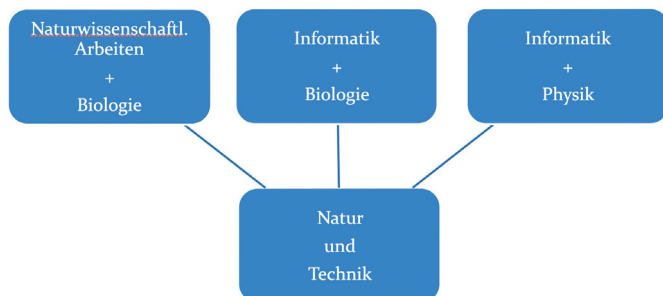 Naturwissenschaftl.
Arbeiten
+
Biologie
Informatik
+
Biologie
Informatik
+
Physik
Natur
und
Technik